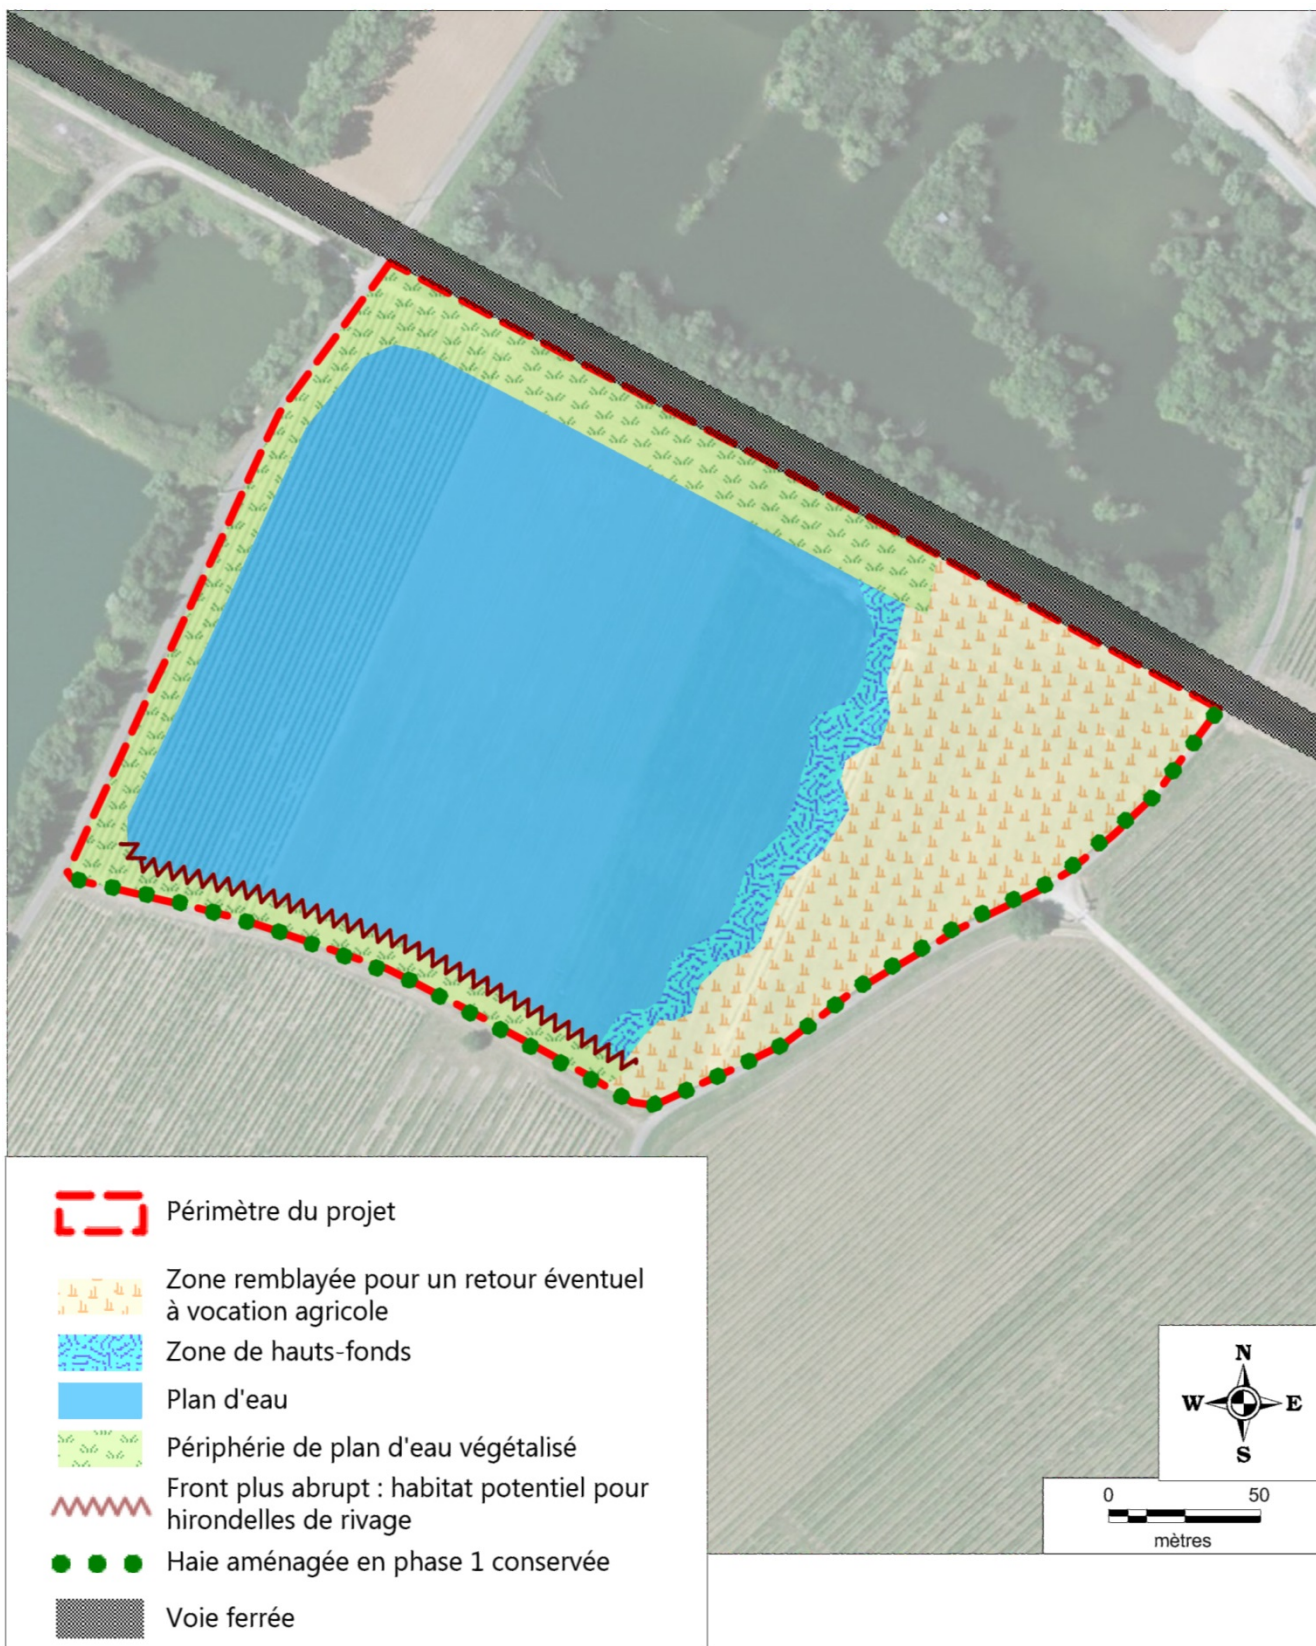 Périmètre du projet
Zone remblayée pour un retour éventuel
à vocation agricole
Zone de hauts-fonds
Plan d'eau
Périphérie de plan d'eau végétalisé
Front plus abrupt : habitat potentiel pour
hirondelles de rivage
Haie aménagée en phase 1 conservée
Voie ferrée
N
W E
S
0 50
mètres